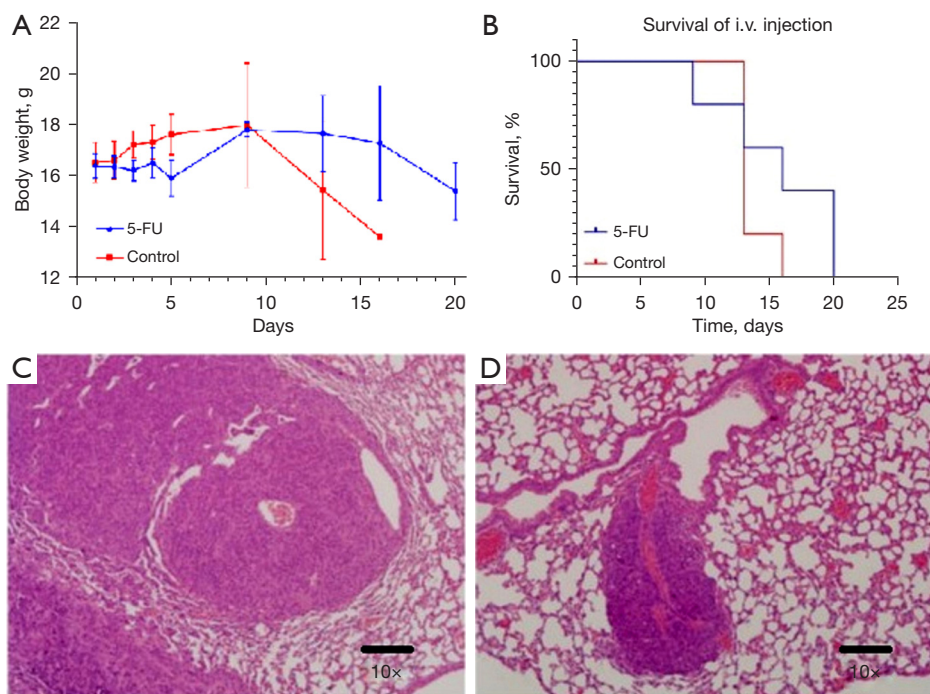 A
Body weight, g
22
20
18
16
14
12
5-FU
Control
0
5
10
15
20
Days
B
Survival of i.v. injection
Survival, %
100
50
0
5-FU
Control
0
5
10
15
20
25
Time, days
C
10×
D
10×